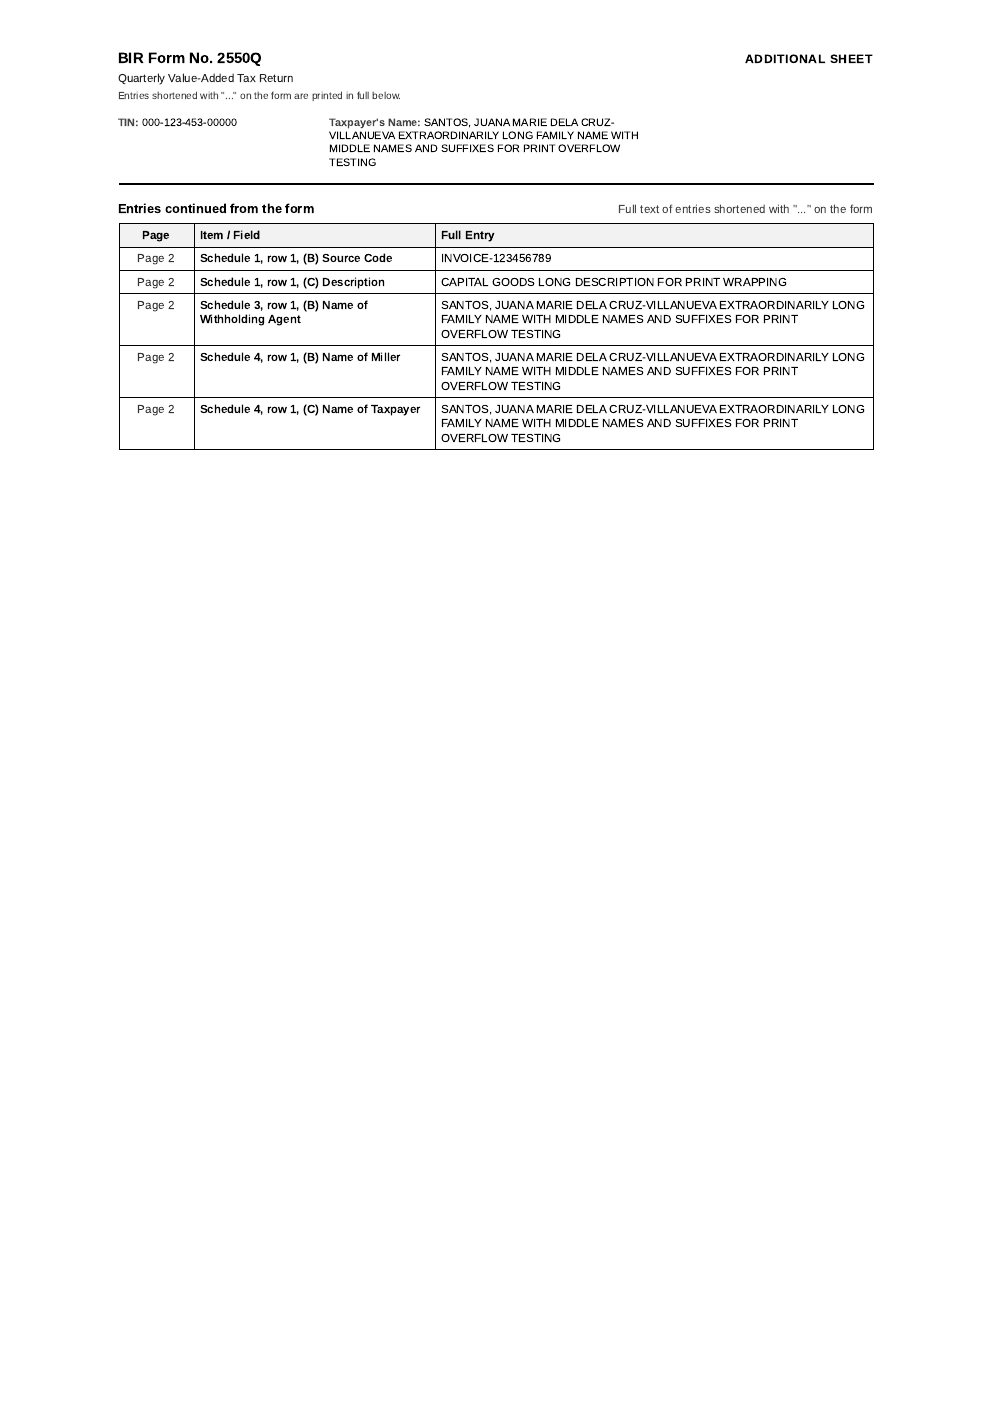 BIR Form No. 2550Q
ADDITIONAL SHEET
Quarterly Value-Added Tax Return
Entries shortened with "..." on the form are printed in full below.
TIN: 000-123-453-00000
Taxpayer's Name: SANTOS, JUANA MARIE DELA CRUZ-
VILLANUEVA EXTRAORDINARILY LONG FAMILY NAME WITH
MIDDLE NAMES AND SUFFIXES FOR PRINT OVERFLOW
TESTING
Entries continued from the form
Full text of entries shortened with "..." on the form
Page Item / Field Full Entry
Page 2 Schedule 1, row 1, (B) Source Code INVOICE-123456789
Page 2 Schedule 1, row 1, (C) Description CAPITAL GOODS LONG DESCRIPTION FOR PRINT WRAPPING
Page 2 Schedule 3, row 1, (B) Name of
Withholding Agent
SANTOS, JUANA MARIE DELA CRUZ-VILLANUEVA EXTRAORDINARILY LONG
FAMILY NAME WITH MIDDLE NAMES AND SUFFIXES FOR PRINT
OVERFLOW TESTING
Page 2 Schedule 4, row 1, (B) Name of Miller
SANTOS, JUANA MARIE DELA CRUZ-VILLANUEVA EXTRAORDINARILY LONG
FAMILY NAME WITH MIDDLE NAMES AND SUFFIXES FOR PRINT
OVERFLOW TESTING
Page 2 Schedule 4, row 1, (C) Name of Taxpayer
SANTOS, JUANA MARIE DELA CRUZ-VILLANUEVA EXTRAORDINARILY LONG
FAMILY NAME WITH MIDDLE NAMES AND SUFFIXES FOR PRINT
OVERFLOW TESTING